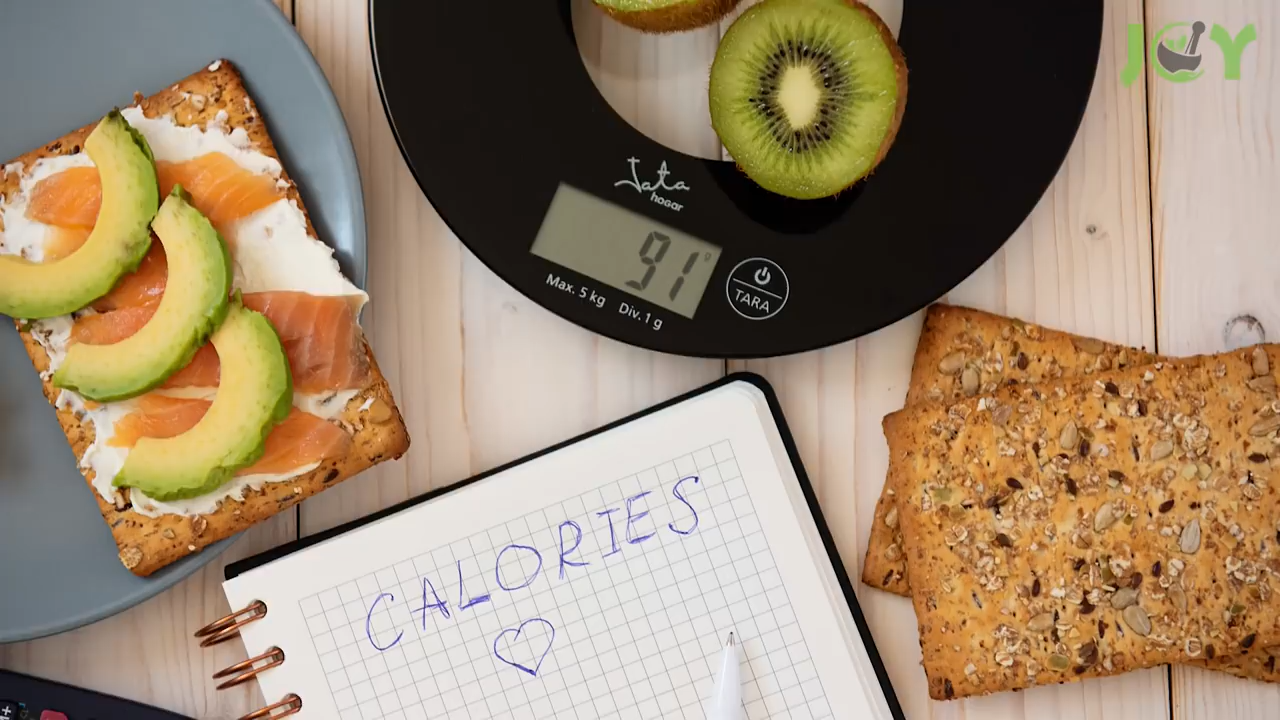 JOY
Jata
hogar
91 g
Max. 5 kg Div. 1 g
TARA
CALORIES